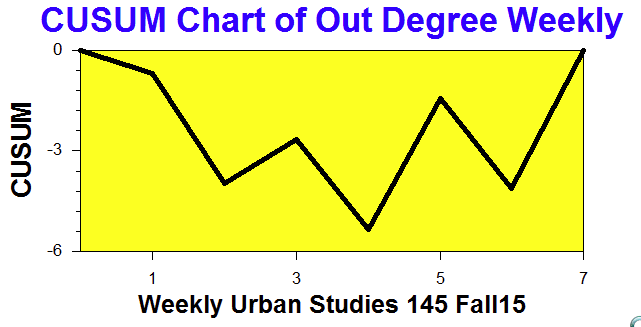 CUSUM Chart of Out Degree Weekly
0
-3
-6
CUSUM
1 3 5 7
Weekly Urban Studies 145 Fall15